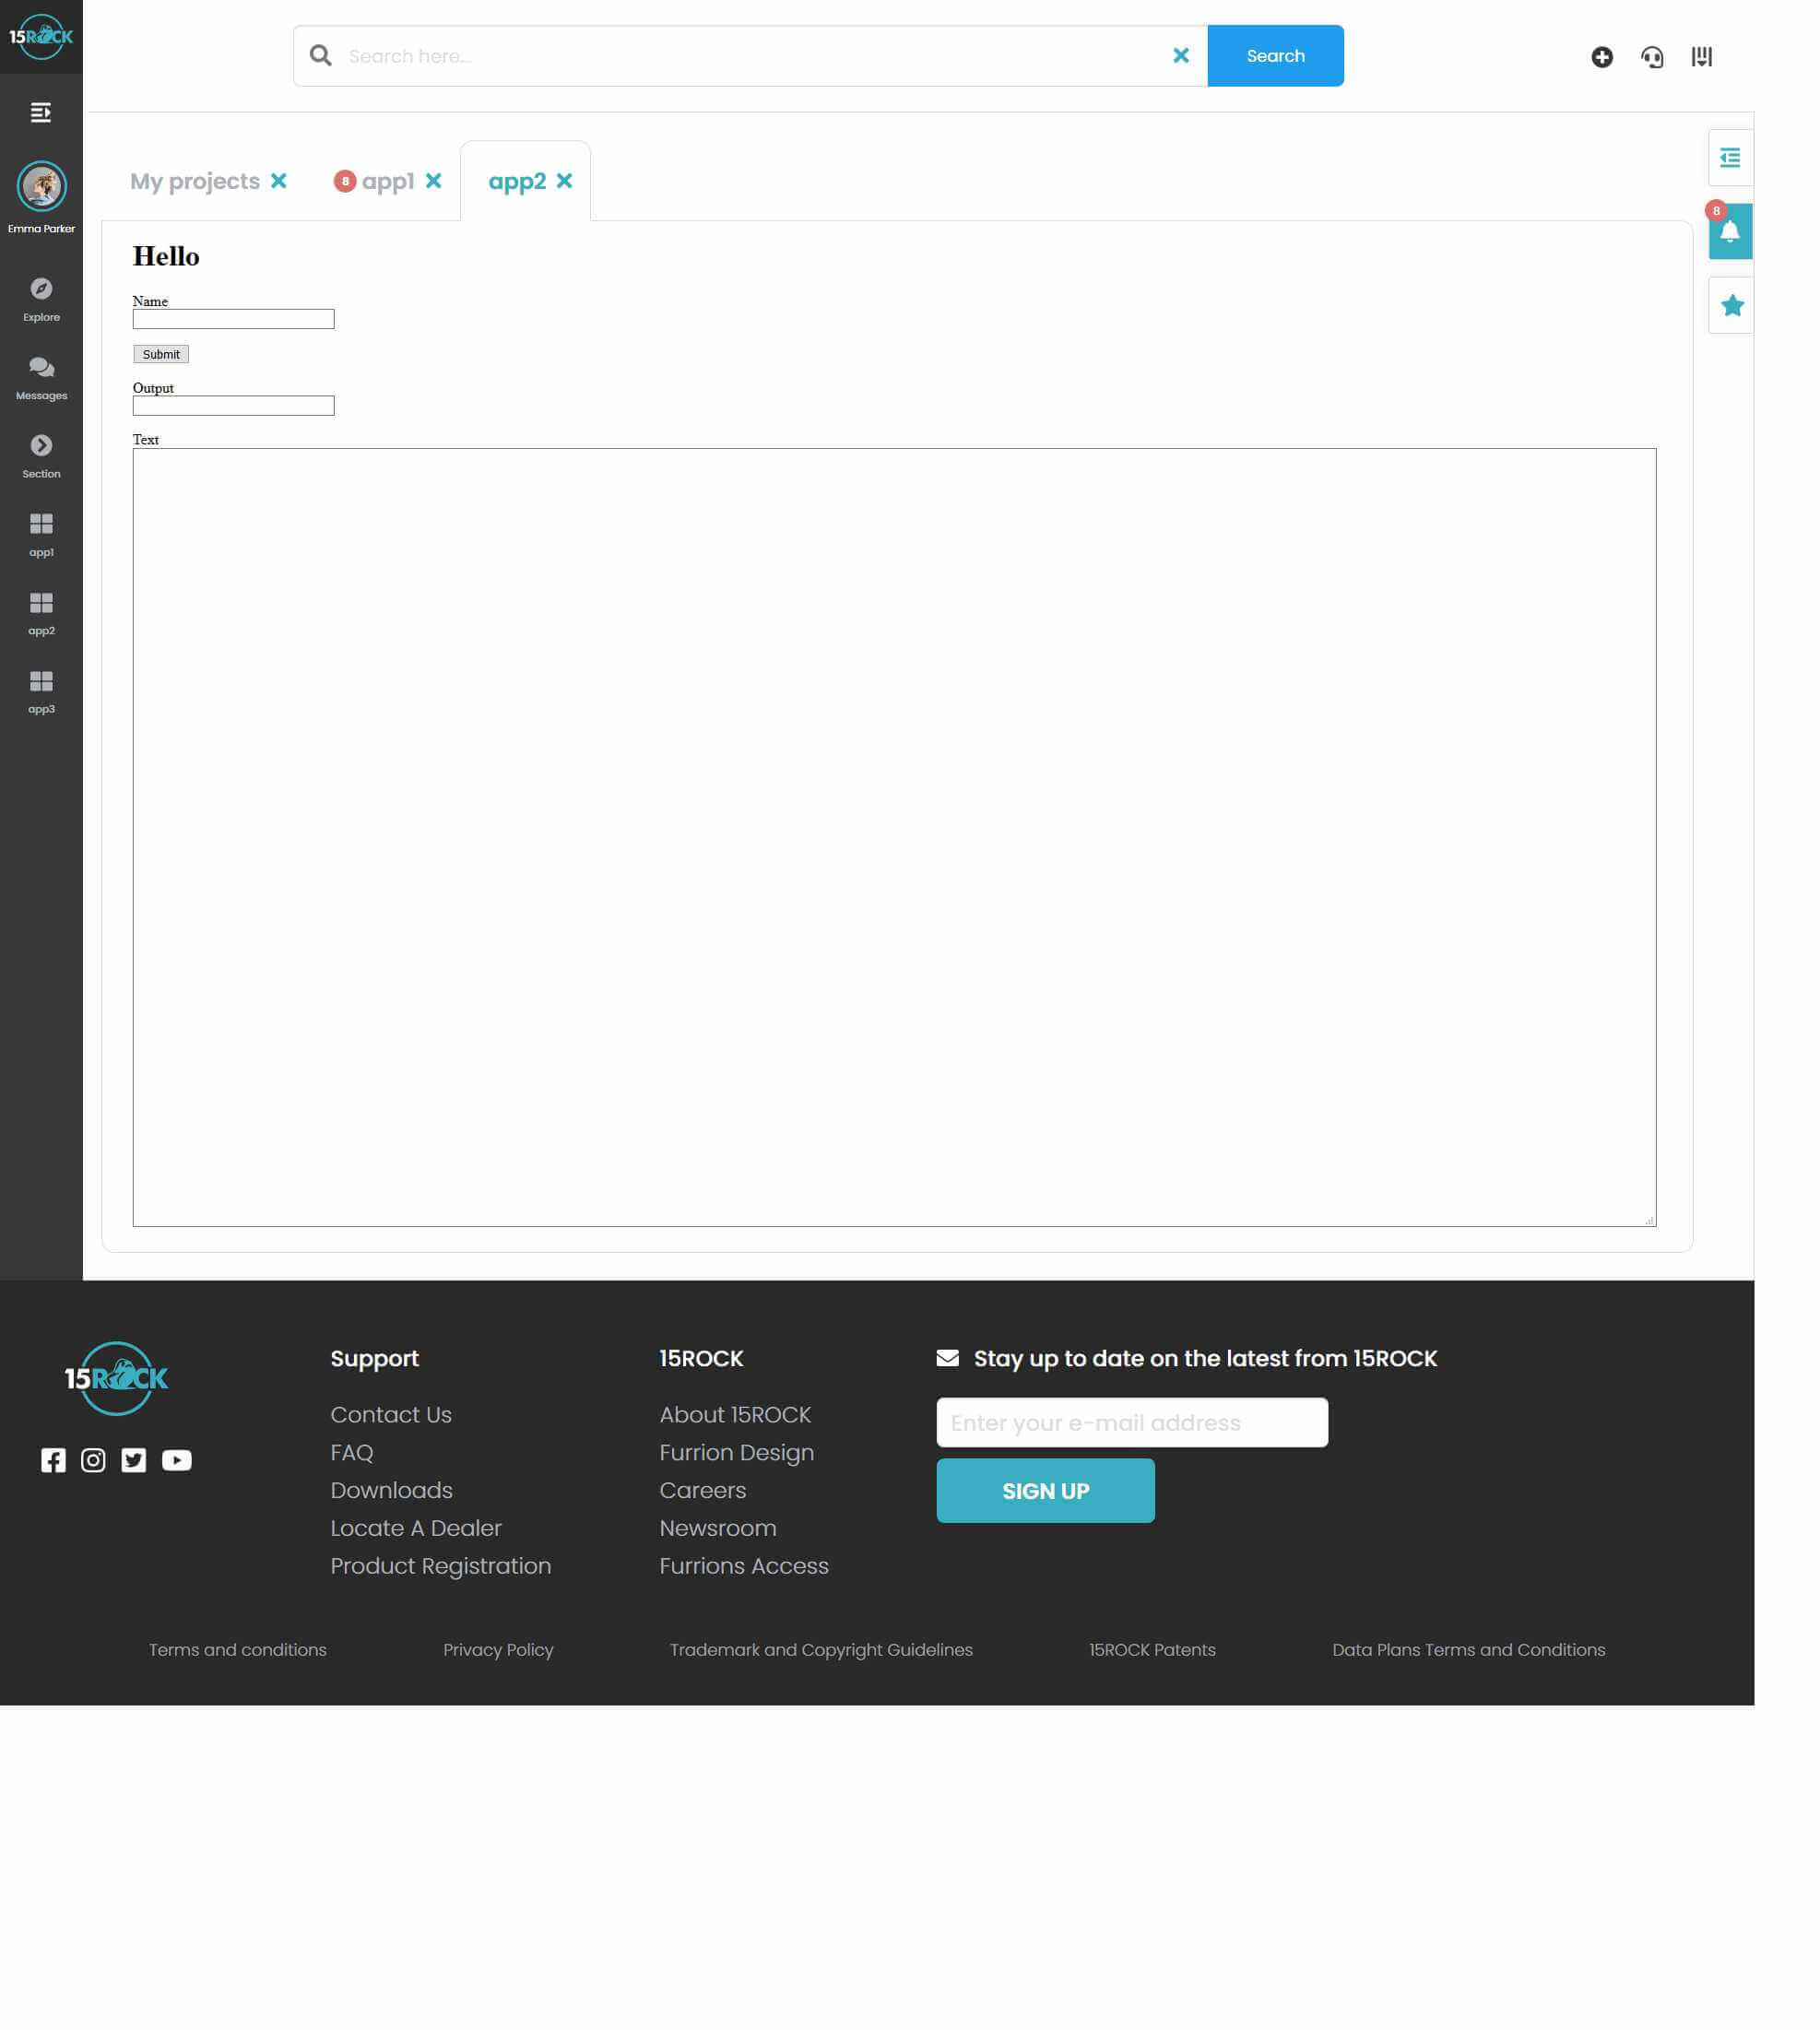 15ROCK
Search here...
Search
Emma Parker
Explore
Messages
Section
app1
app2
app3
My projects
8 app1
app2
8
Hello
Name
Submit
Output
Text
15ROCK
Support
Contact Us
FAQ
Downloads
Locate A Dealer
Product Registration
15ROCK
About 15ROCK
Furrion Design
Careers
Newsroom
Furrions Access
Stay up to date on the latest from 15ROCK
Enter your e-mail address
SIGN UP
Terms and conditions
Privacy Policy
Trademark and Copyright Guidelines
15ROCK Patents
Data Plans Terms and Conditions